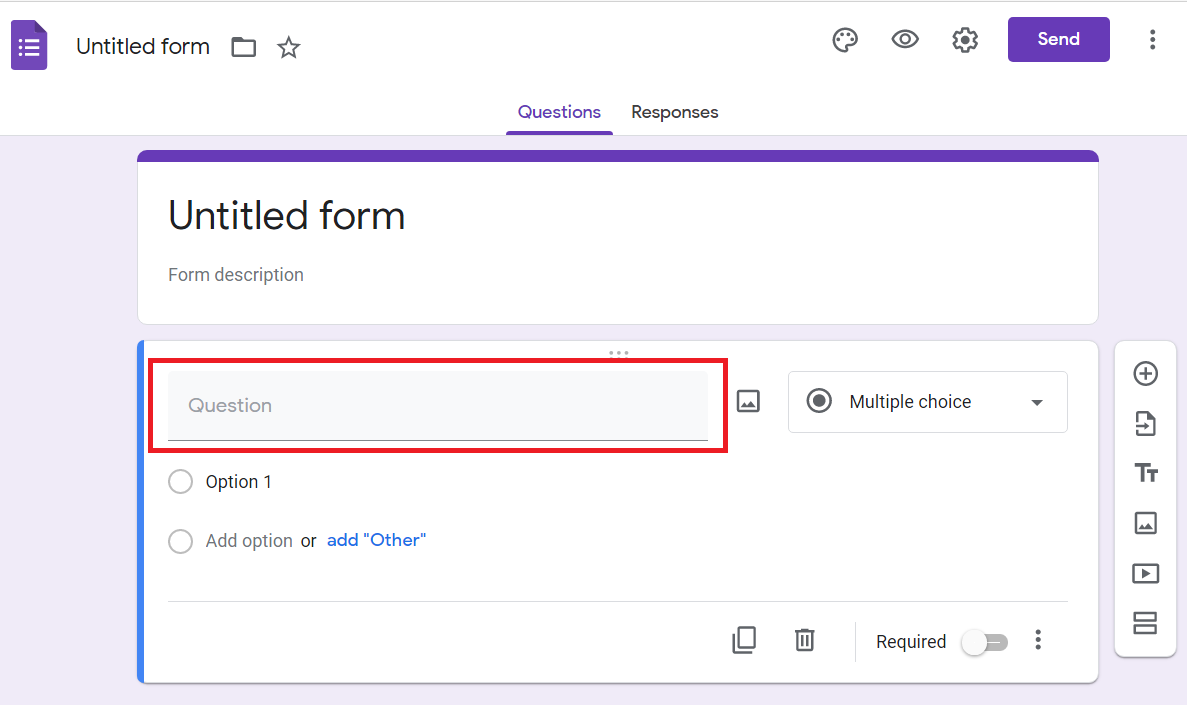 Untitled form
Send
Questions Responses
Untitled form
Form description
Question
Multiple choice
Option 1
Add option or add "Other"
Required